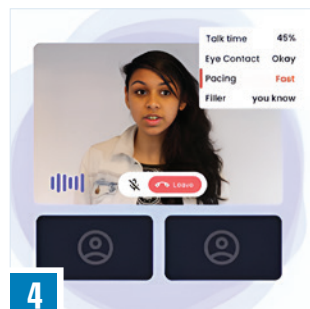 Talk time 45%
Eye Contact Okay
Pacing Fast
Filler you know
Leave
4